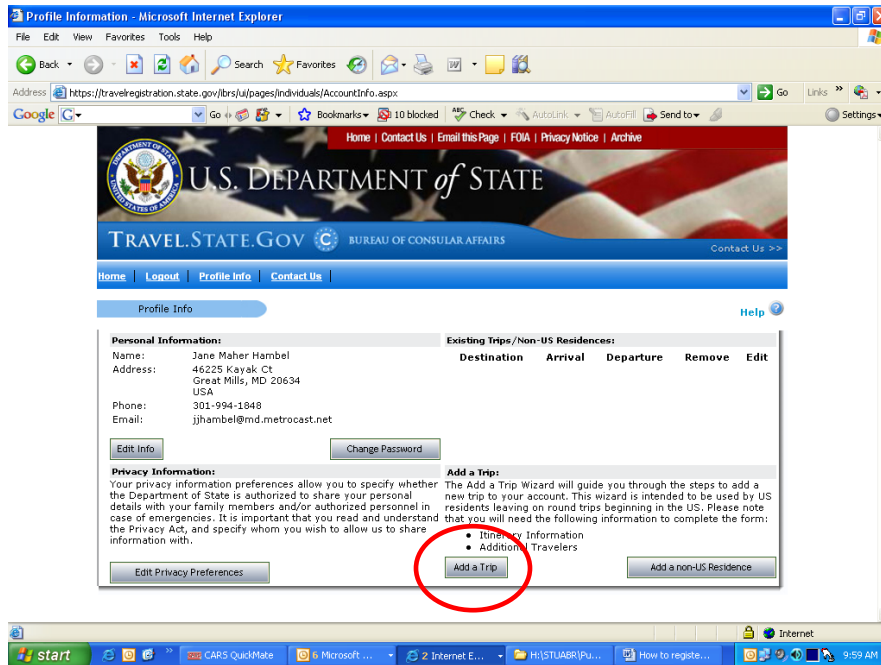 Profile Information - Microsoft Internet Explorer
File Edit View Favorites Tools Help
Back Search Favorites
Address https://travelregistration.state.gov/ibrs/ui/pages/individuals/AccountInfo.aspx Go Links »
Google G Go Bookmarks 10 blocked ABC Check AutoLink AutoFill Send to Settings
Home | Contact Us | Email this Page | FOIA | Privacy Notice | Archive
U.S. DEPARTMENT of STATE
TRAVEL.STATE.GOV C BUREAU OF CONSULAR AFFAIRS
Contact Us >>
Home | Logout | Profile Info | Contact Us |
Profile Info
Help
Personal Information:
Name: Jane Maher Hambel
Address: 46225 Kayak Ct
Great Mills, MD 20634
USA
Phone: 301-994-1848
Email: jjhambel@md.metrocast.net
Edit Info Change Password
Existing Trips/Non-US Residences:
Destination Arrival Departure Remove Edit
Privacy Information:
Your privacy information preferences allow you to specify whether
the Department of State is authorized to share your personal
details with your family members and/or authorized personnel in
case of emergencies. It is important that you read and understand
the Privacy Act, and specify whom you wish to allow us to share
information with.
Edit Privacy Preferences
Add a Trip:
The Add a Trip Wizard will guide you through the steps to add a
new trip to your account. This wizard is intended to be used by US
residents leaving on round trips beginning in the US. Please note
that you will need the following information to complete the form:
• Itinerary Information
• Additional Travelers
Add a Trip Add a non-US Residence
Internet
start » CARS QuickMate 6 Microsoft ... 2 Internet E... H:\STUABR\Pu... How to registe... 9:59 AM